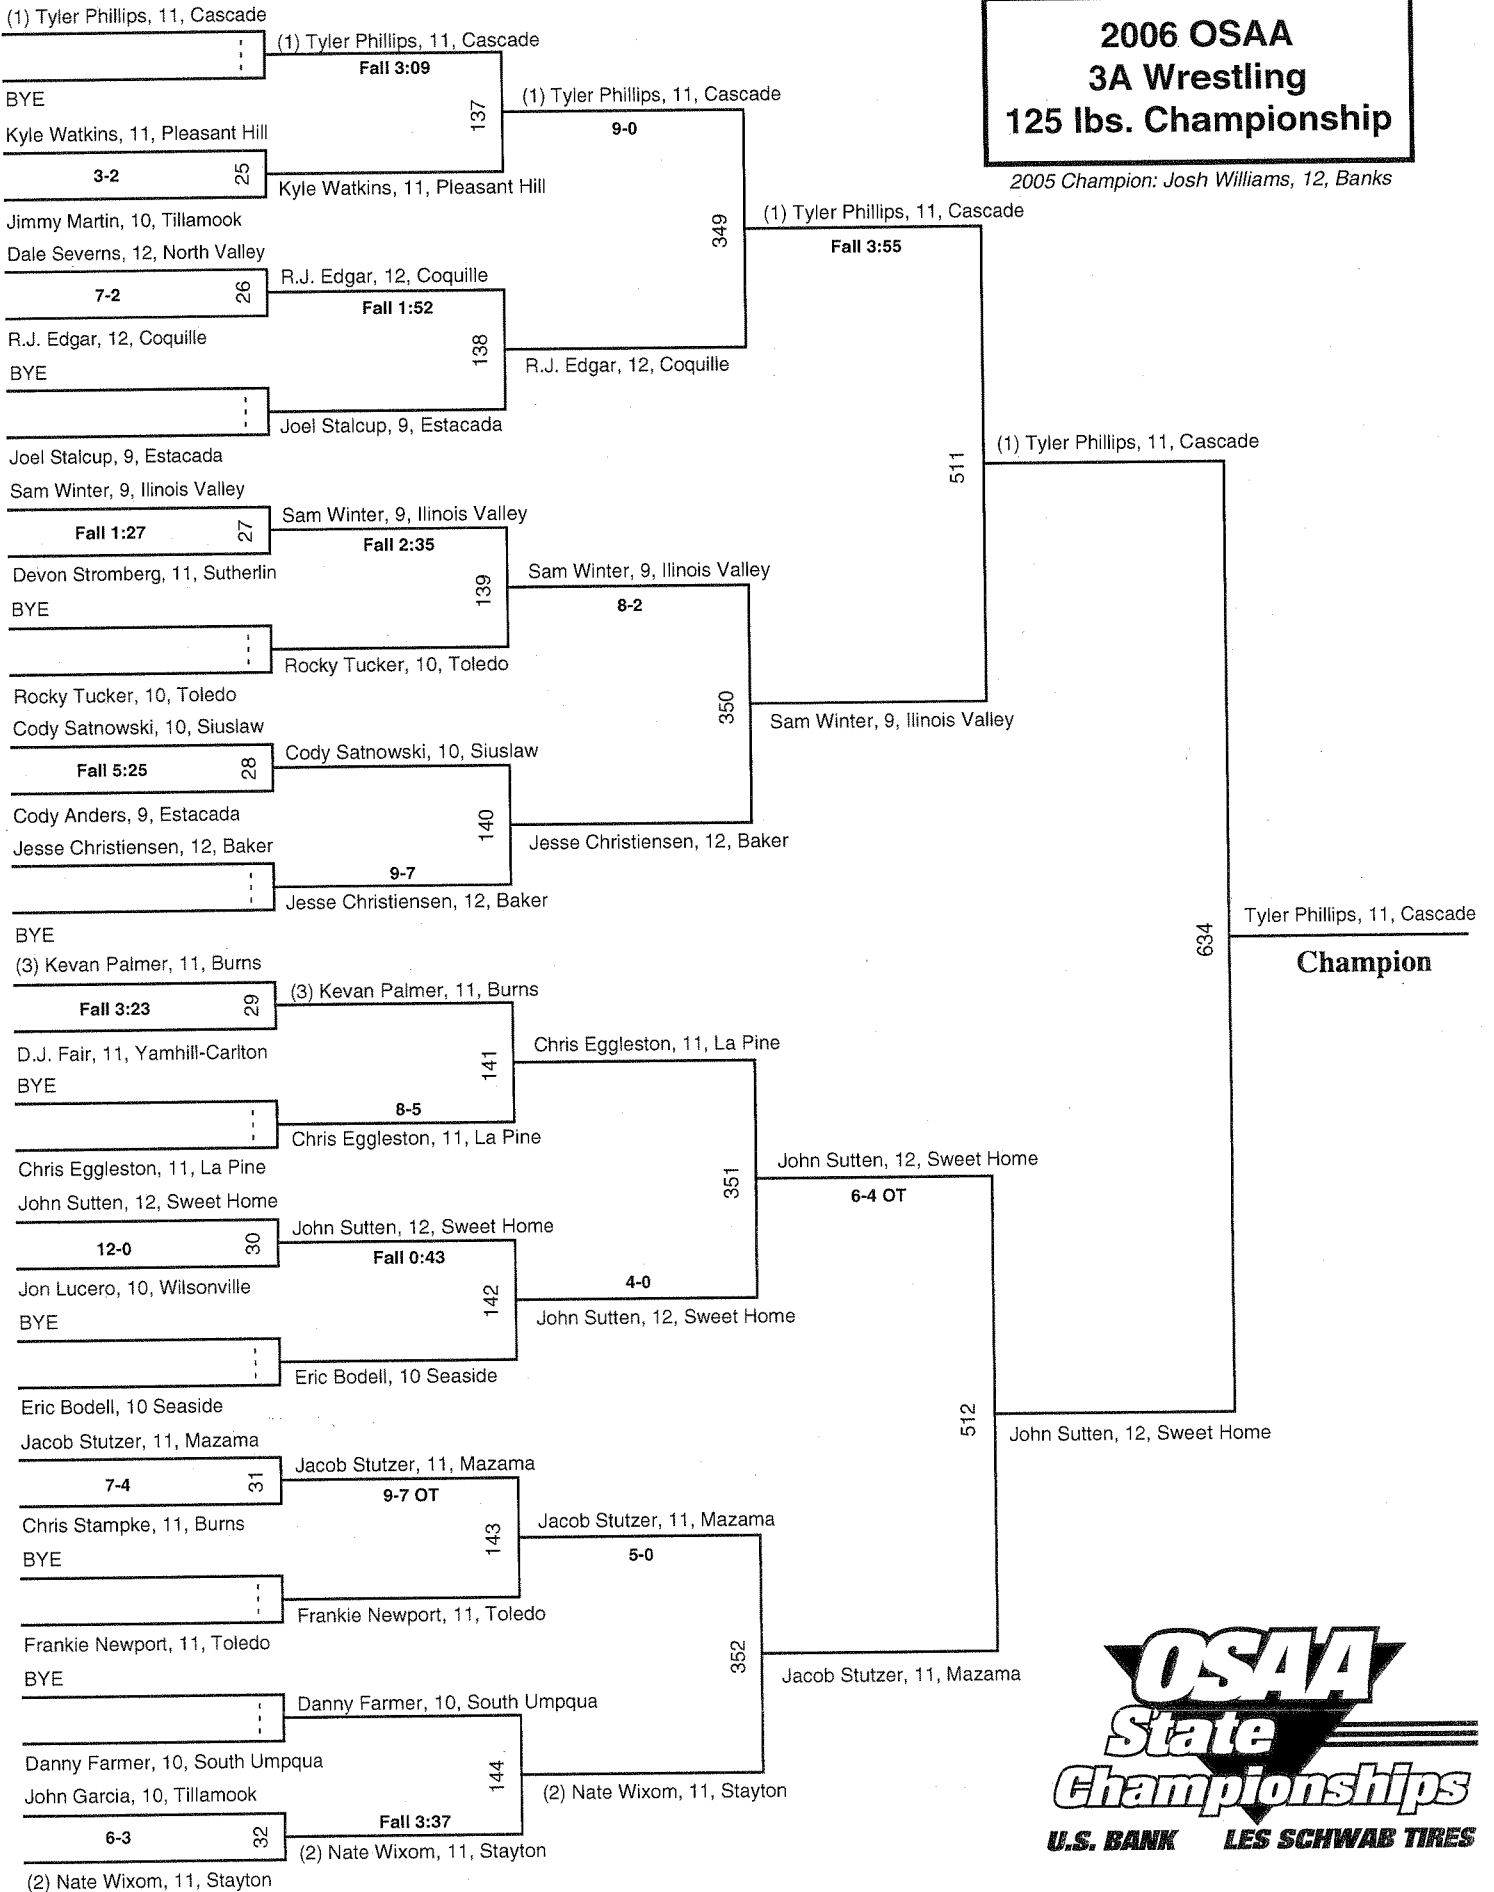 2006 OSAA
3A Wrestling
125 lbs. Championship
2005 Champion: Josh Williams, 12, Banks
(1) Tyler Phillips, 11, Cascade
BYE
Kyle Watkins, 11, Pleasant Hill
3-2
25
Jimmy Martin, 10, Tillamook
Dale Severns, 12, North Valley
7-2
26
R.J. Edgar, 12, Coquille
BYE
Joel Stalcup, 9, Estacada
Sam Winter, 9, Ilinois Valley
Fall 1:27
27
Devon Stromberg, 11, Sutherlin
BYE
Rocky Tucker, 10, Toledo
Cody Satnowski, 10, Siuslaw
Fall 5:25
28
Cody Anders, 9, Estacada
Jesse Christiensen, 12, Baker
BYE
(3) Kevan Palmer, 11, Burns
Fall 3:23
29
D.J. Fair, 11, Yamhill-Carlton
BYE
Chris Eggleston, 11, La Pine
John Sutten, 12, Sweet Home
12-0
30
Jon Lucero, 10, Wilsonville
BYE
Eric Bodell, 10 Seaside
Jacob Stutzer, 11, Mazama
7-4
31
Chris Stampke, 11, Burns
BYE
Frankie Newport, 11, Toledo
BYE
Danny Farmer, 10, South Umpqua
John Garcia, 10, Tillamook
6-3
32
(2) Nate Wixom, 11, Stayton
(1) Tyler Phillips, 11, Cascade
Fall 3:09
137
Kyle Watkins, 11, Pleasant Hill
R.J. Edgar, 12, Coquille
Fall 1:52
138
Joel Stalcup, 9, Estacada
Sam Winter, 9, Ilinois Valley
Fall 2:35
139
Rocky Tucker, 10, Toledo
Cody Satnowski, 10, Siuslaw
140
9-7
Jesse Christiensen, 12, Baker
(3) Kevan Palmer, 11, Burns
141
8-5
Chris Eggleston, 11, La Pine
John Sutten, 12, Sweet Home
Fall 0:43
142
Eric Bodell, 10 Seaside
Jacob Stutzer, 11, Mazama
9-7 OT
143
Frankie Newport, 11, Toledo
Danny Farmer, 10, South Umpqua
144
Fall 3:37
(2) Nate Wixom, 11, Stayton
(1) Tyler Phillips, 11, Cascade
9-0
349
R.J. Edgar, 12, Coquille
Sam Winter, 9, Ilinois Valley
8-2
350
Jesse Christiensen, 12, Baker
Chris Eggleston, 11, La Pine
351
4-0
John Sutten, 12, Sweet Home
Jacob Stutzer, 11, Mazama
5-0
352
(2) Nate Wixom, 11, Stayton
(1) Tyler Phillips, 11, Cascade
Fall 3:55
511
Sam Winter, 9, Ilinois Valley
John Sutten, 12, Sweet Home
6-4 OT
512
Jacob Stutzer, 11, Mazama
(1) Tyler Phillips, 11, Cascade
634
John Sutten, 12, Sweet Home
Tyler Phillips, 11, Cascade
Champion
OSAA
State
Championships
U.S. BANK LES SCHWAB TIRES